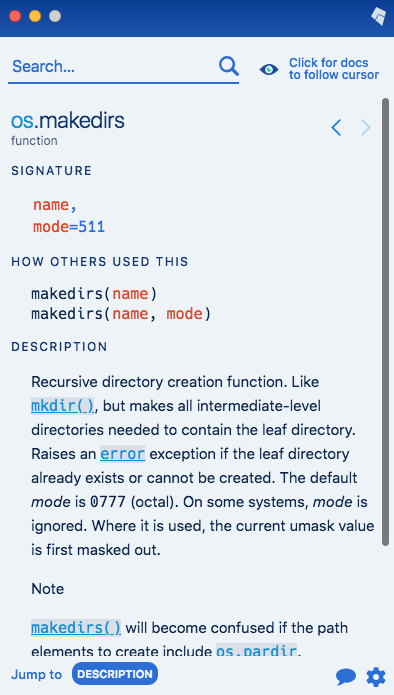 Search...
Click for docs
to follow cursor
os.makedirs
function
SIGNATURE
name,
mode=511
HOW OTHERS USED THIS
makedirs(name)
makedirs(name, mode)
DESCRIPTION
Recursive directory creation function. Like
mkdir(), but makes all intermediate-level
directories needed to contain the leaf directory.
Raises an error exception if the leaf directory
already exists or cannot be created. The default
mode is 0777 (octal). On some systems, mode is
ignored. Where it is used, the current umask value
is first masked out.
Note
makedirs() will become confused if the path
elements to create include os.pardir.
Jump to DESCRIPTION